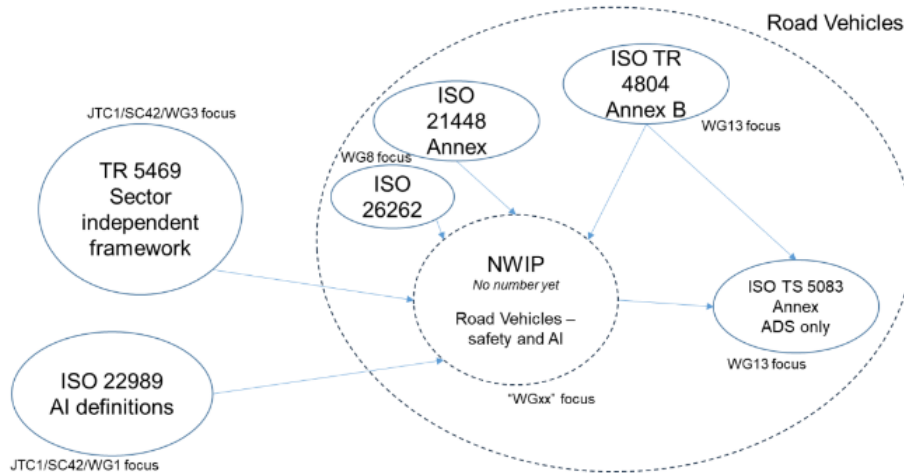 Road Vehicles
JTC1/SC42/WG3 focus
TR 5469
Sector
independent
framework
ISO
21448
Annex
ISO TR
4804
Annex B
WG13 focus
WG8 focus
ISO
26262
NWIP
No number yet
Road Vehicles –
safety and AI
"WGxx" focus
ISO TS 5083
Annex
ADS only
WG13 focus
ISO 22989
AI definitions
JTC1/SC42/WG1 focus